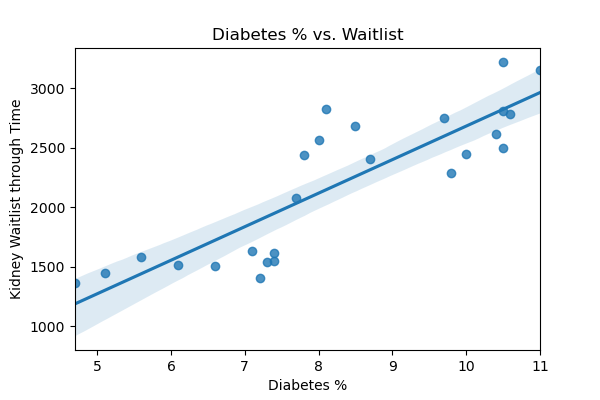 Diabetes % vs. Waitlist
Kidney Waitlist through Time
3000
2500
2000
1500
1000
5 6 7 8 9 10 11
Diabetes %